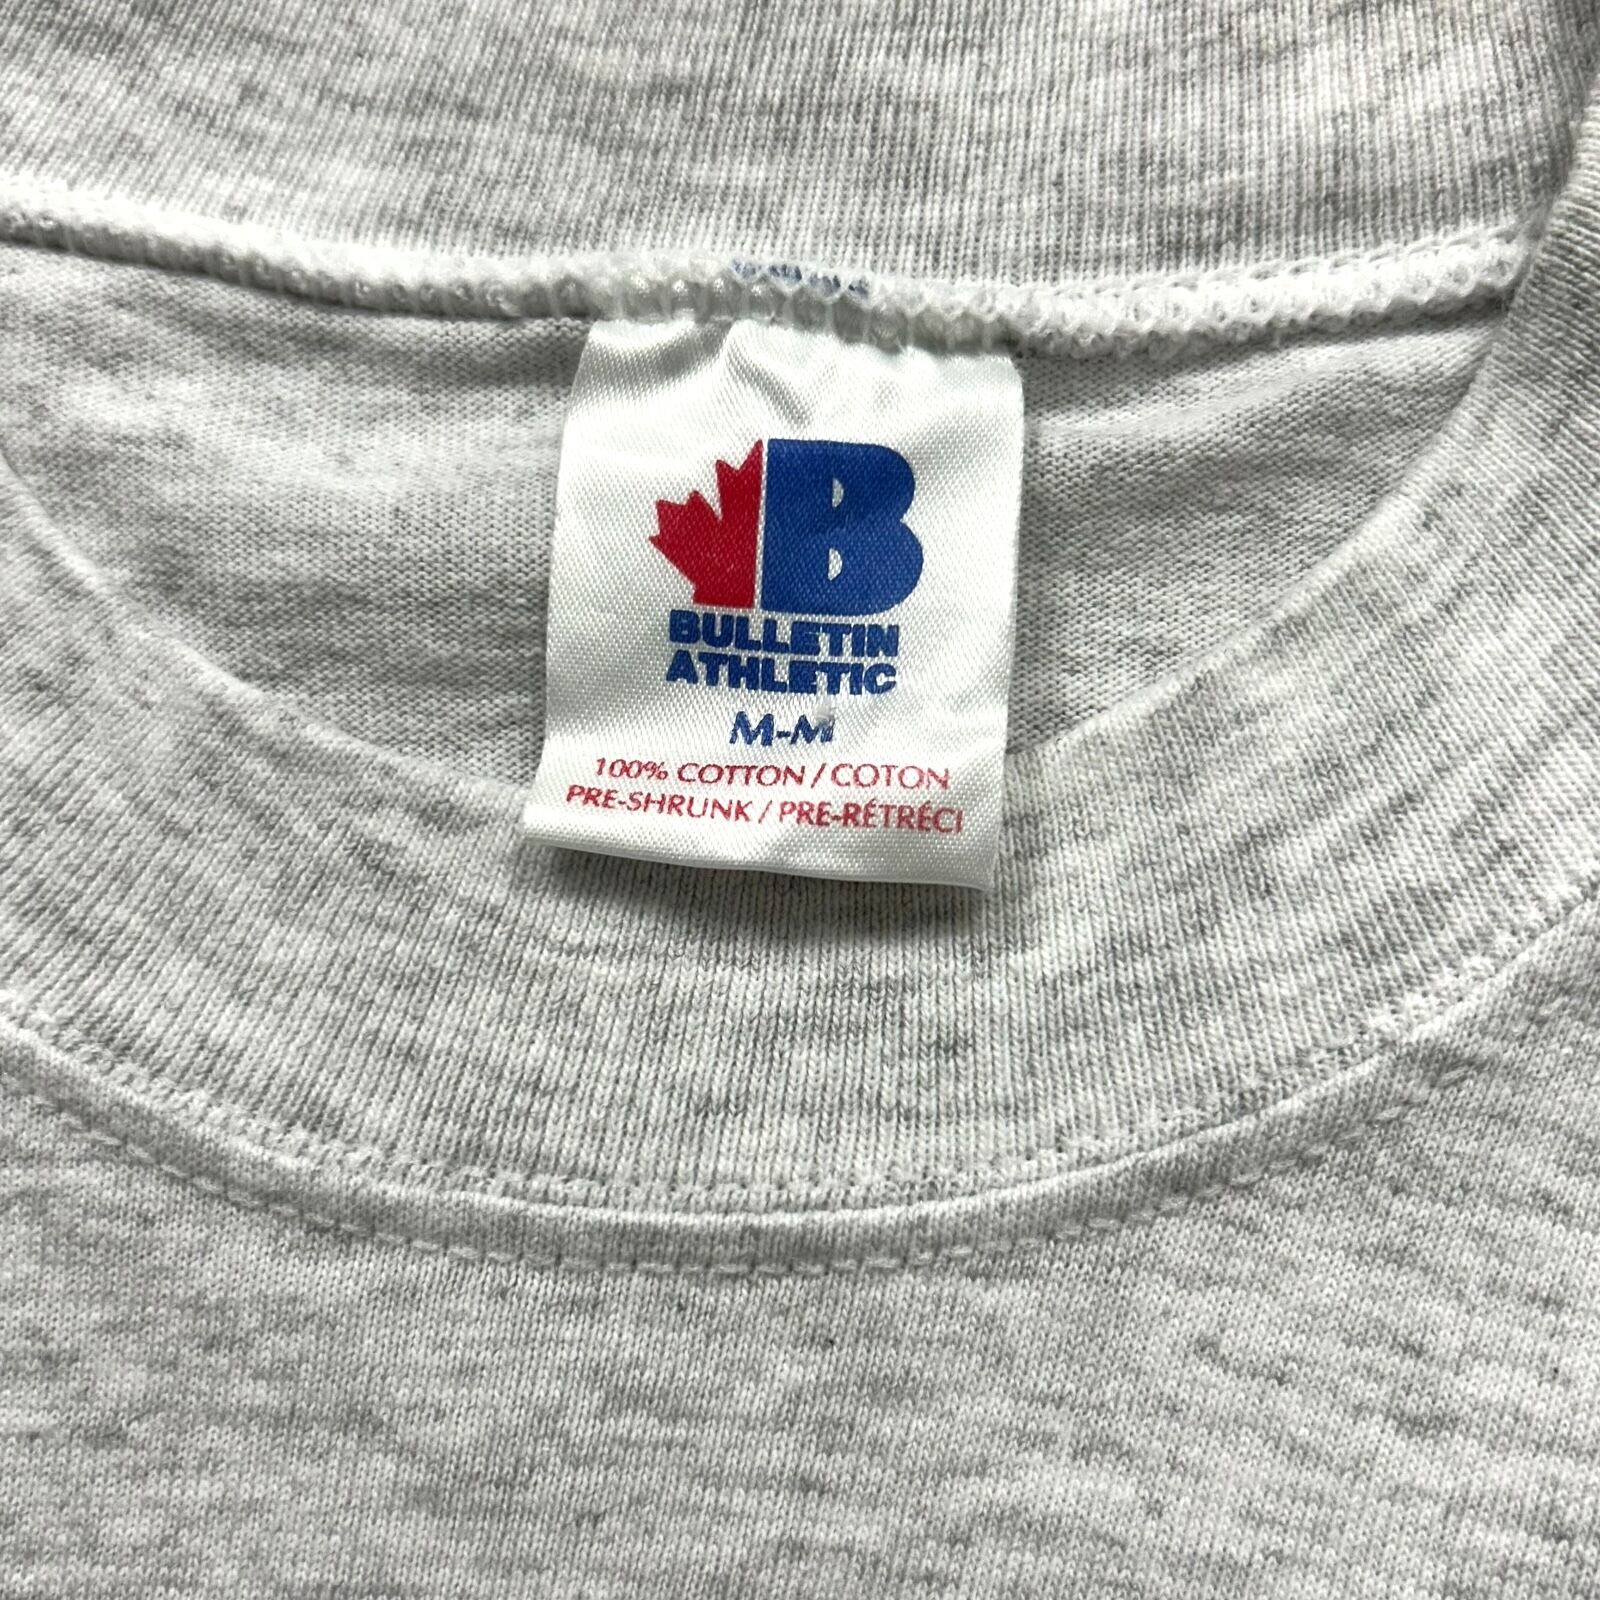 B
BULLETIN
ATHLETIC
M-M
100% COTTON / COTON
PRE-SHRUNK / PRE-RÉTRÉCI